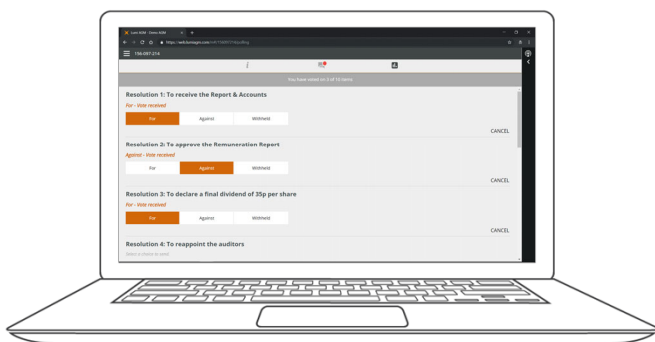 Lumi AGM - Demo AGM
156-097-214
You have voted on 3 of 10 items
Resolution 1: To receive the Report & Accounts
For - Vote received
For Against Withheld
CANCEL
Resolution 2: To approve the Remuneration Report
Against - Vote received
For Against Withheld
CANCEL
Resolution 3: To declare a final dividend of 35p per share
For - Vote received
For Against Withheld
CANCEL
Resolution 4: To reappoint the auditors
Select a choice to send